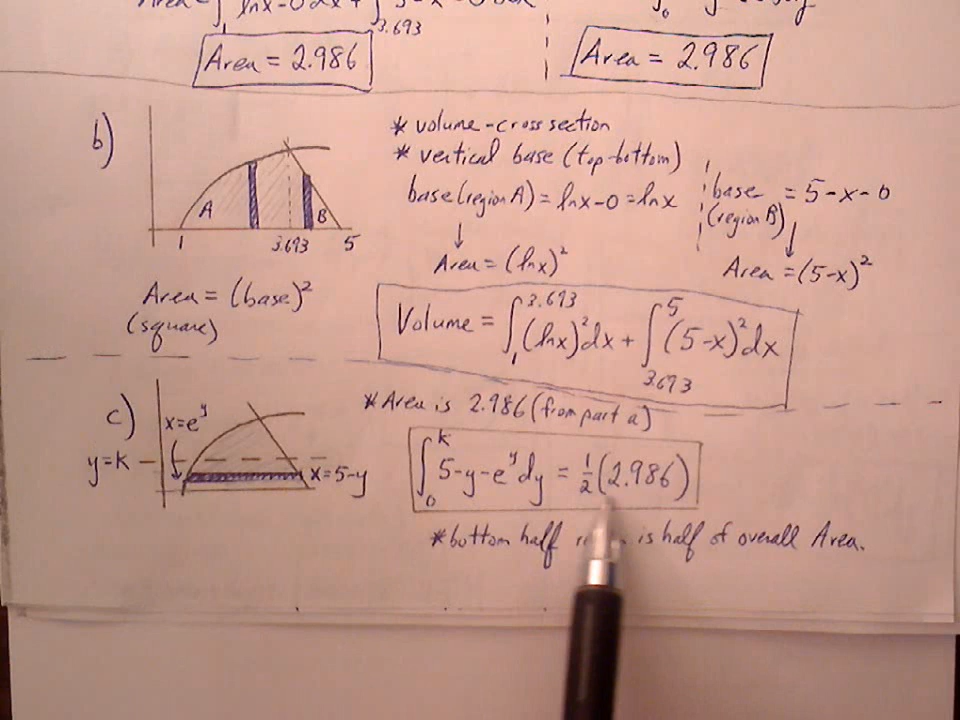 3.693
Area = 2.986
Area = 2.986
b)
A
B
1
3.693
5
Area = (base)²
(square)
* volume - cross section
* vertical base (top-bottom)
base (region A) = lnx - 0 = lnx
↓
Area = (lnx)²
base = 5 - x - 0
(region B)
↓
Area = (5-x)²
Volume = ∫₁^3.693 (lnx)² dx + ∫_3.693^5 (5-x)² dx
c)
x = e^y
y = k
x = 5-y
* Area is 2.986 (from part a)
∫₀^k 5-y-e^y dy = 1/2 (2.986)
* bottom half is half of overall Area.